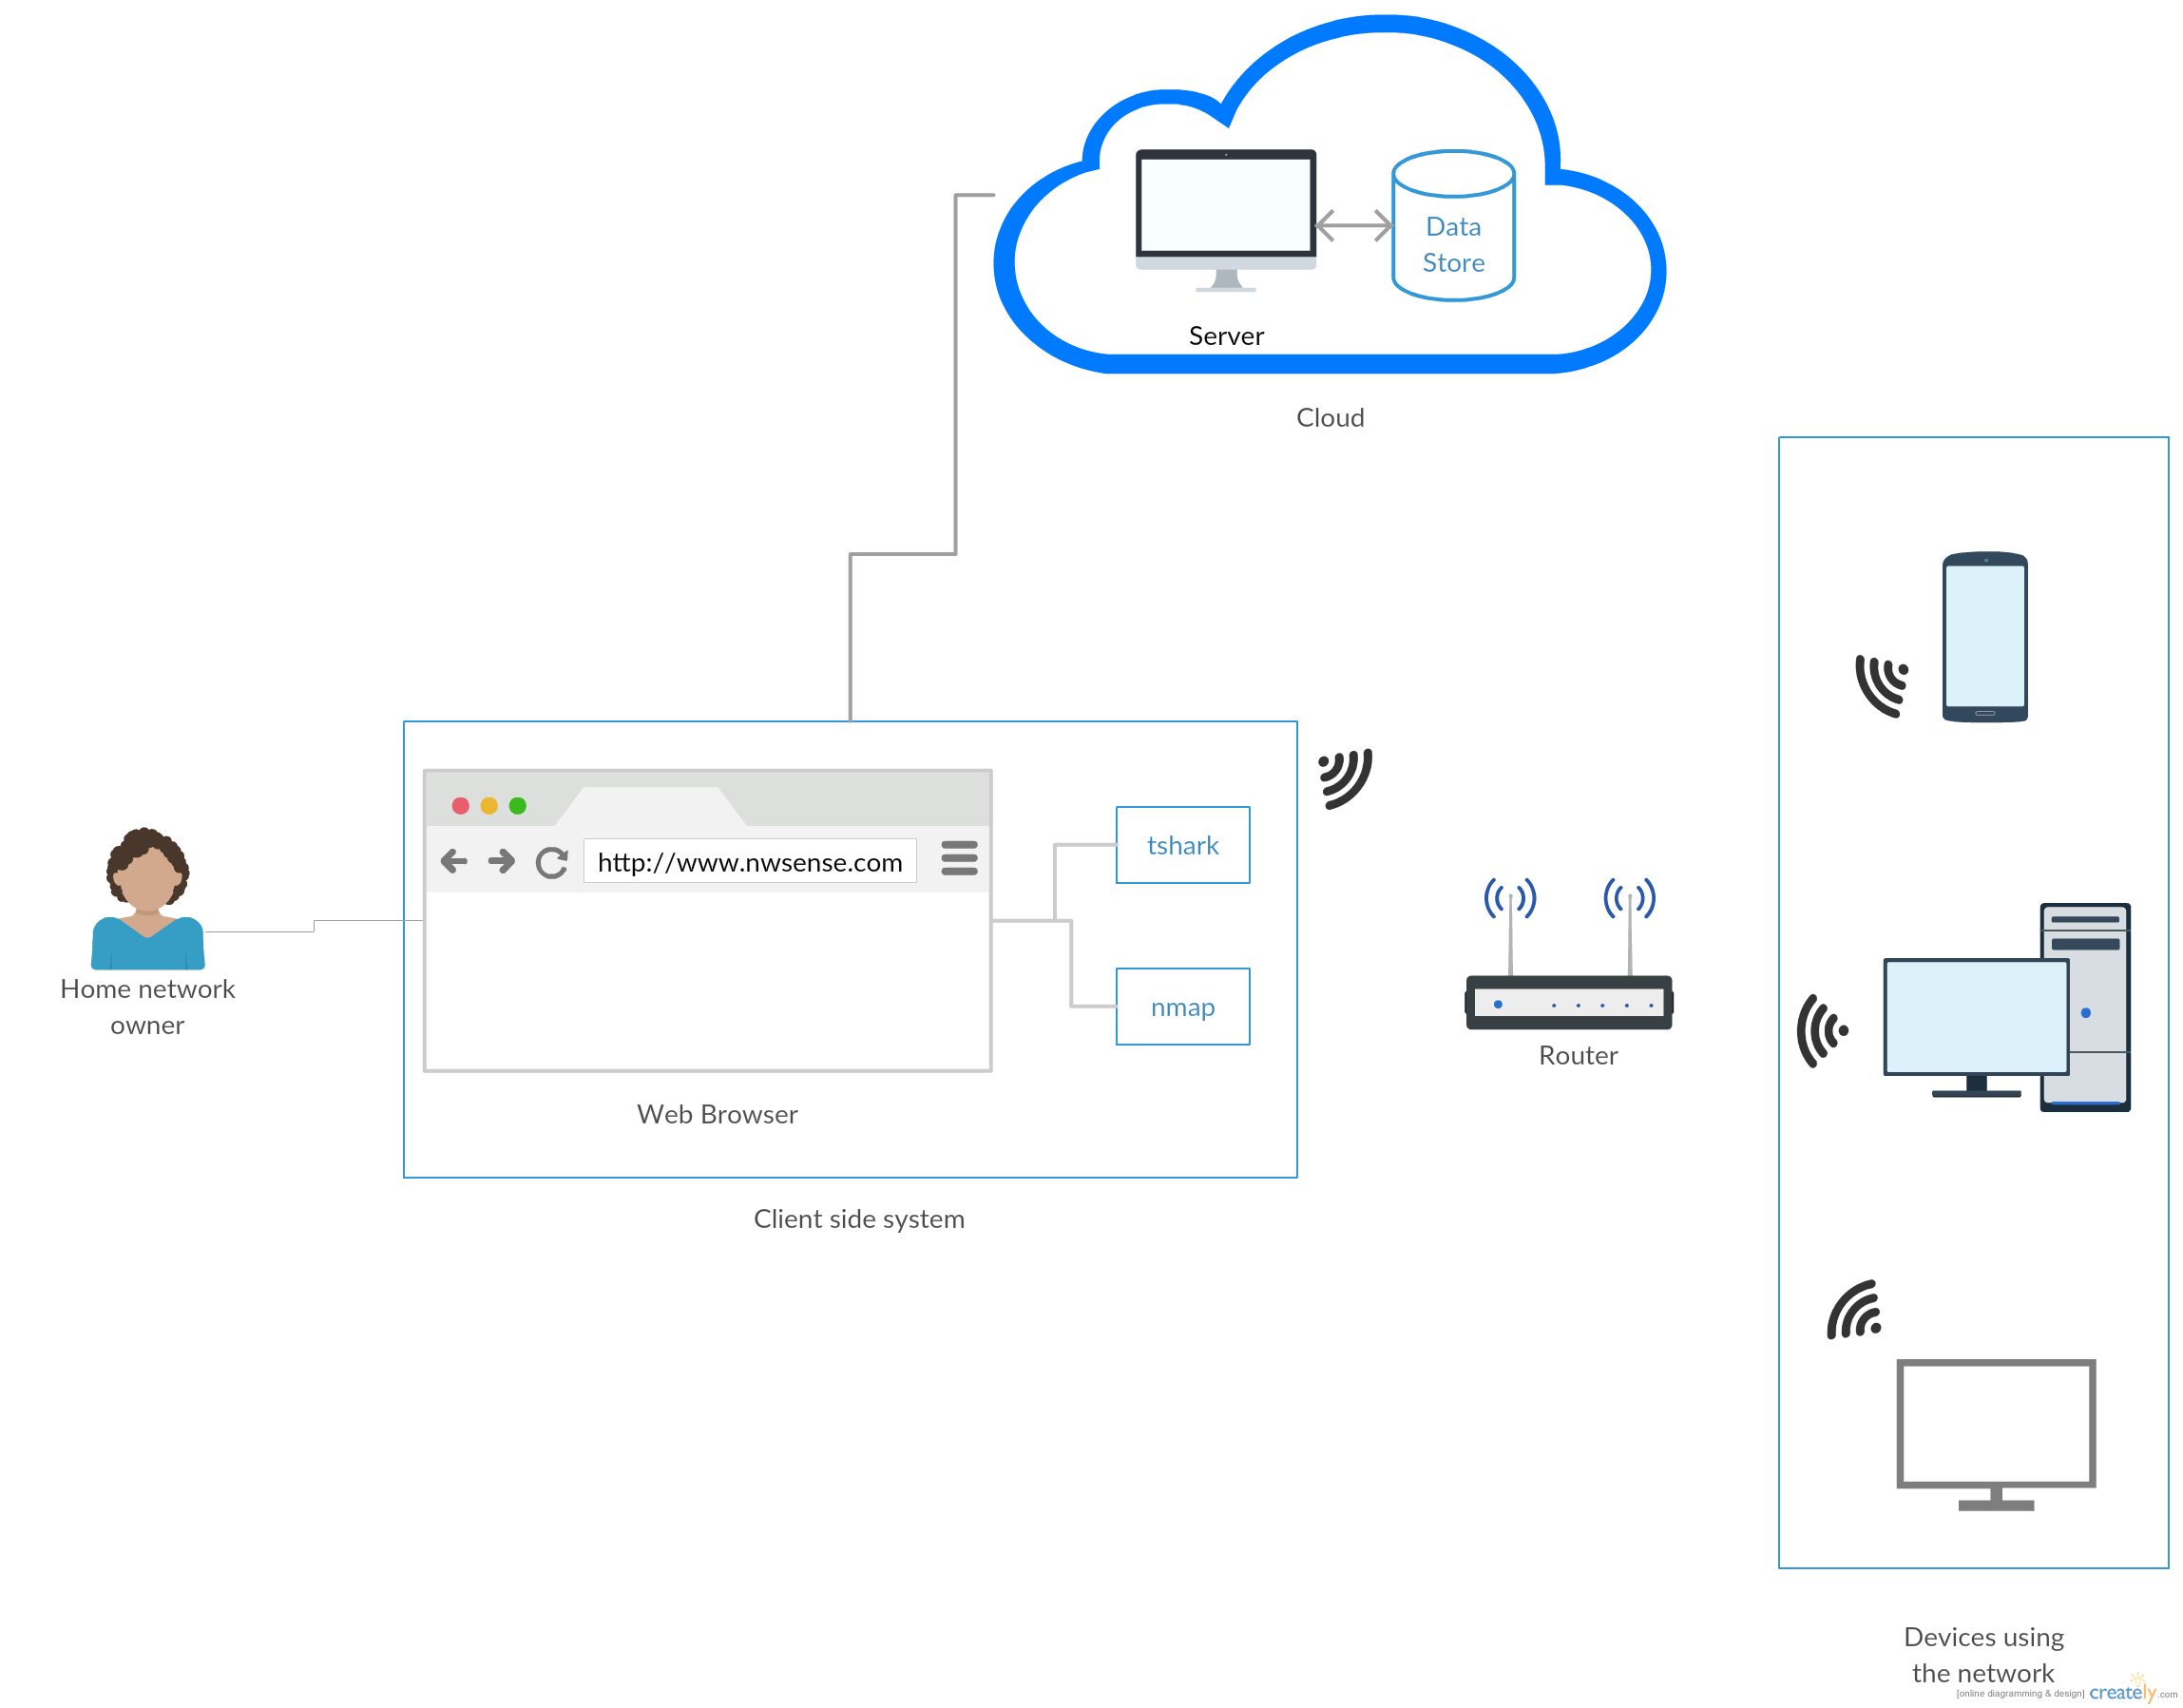 Data
Store
Server
Cloud
http://www.nwsense.com
tshark
nmap
Home network
owner
Router
Web Browser
Client side system
Devices using
the network
[online diagramming & design] creately.com